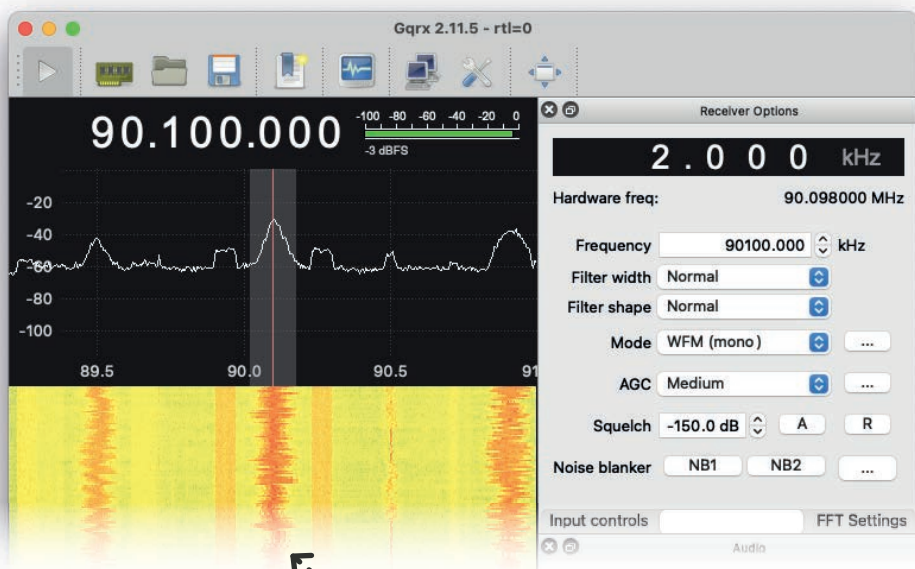 Gqrx 2.11.5 - rtl=0
90.100.000
-100 -80 -60 -40 -20 0
-3 dBFS
-20
-40
-60
-80
-100
89.5 90.0 90.5 91
Receiver Options
2.000 kHz
Hardware freq: 90.098000 MHz
Frequency 90100.000 kHz
Filter width Normal
Filter shape Normal
Mode WFM (mono) ...
AGC Medium ...
Squelch -150.0 dB A R
Noise blanker NB1 NB2 ...
Input controls FFT Settings
Audio